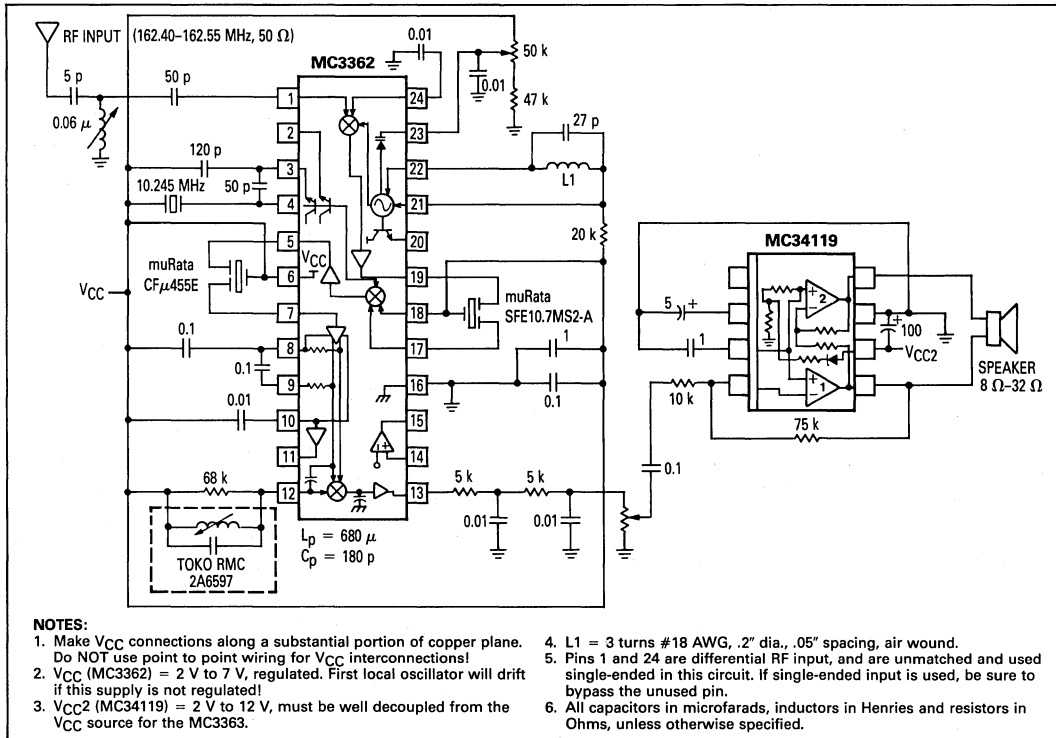 RF INPUT (162.40–162.55 MHz, 50 Ω)
5 p
50 p
0.06 μ
MC3362
0.01
50 k
0.01
47 k
27 p
L1
120 p
10.245 MHz
50 p
20 k
1
2
3
4
5
6
7
8
9
10
11
12
24
23
22
21
20
19
18
17
16
15
14
13
VCC
muRata
CFμ455E
VCC
muRata
SFE10.7MS2-A
0.1
0.1
0.01
1
0.1
68 k
TOKO RMC
2A6597
Lp = 680 μ
Cp = 180 p
5 k
5 k
0.01
0.01
0.1
10 k
75 k
MC34119
5
+
1
2
1
+
100
VCC2
SPEAKER
8 Ω–32 Ω
NOTES:
1. Make VCC connections along a substantial portion of copper plane.
Do NOT use point to point wiring for VCC interconnections!
2. VCC (MC3362) = 2 V to 7 V, regulated. First local oscillator will drift
if this supply is not regulated!
3. VCC2 (MC34119) = 2 V to 12 V, must be well decoupled from the
VCC source for the MC3363.
4. L1 = 3 turns #18 AWG, .2″ dia., .05″ spacing, air wound.
5. Pins 1 and 24 are differential RF input, and are unmatched and used
single-ended in this circuit. If single-ended input is used, be sure to
bypass the unused pin.
6. All capacitors in microfarads, inductors in Henries and resistors in
Ohms, unless otherwise specified.